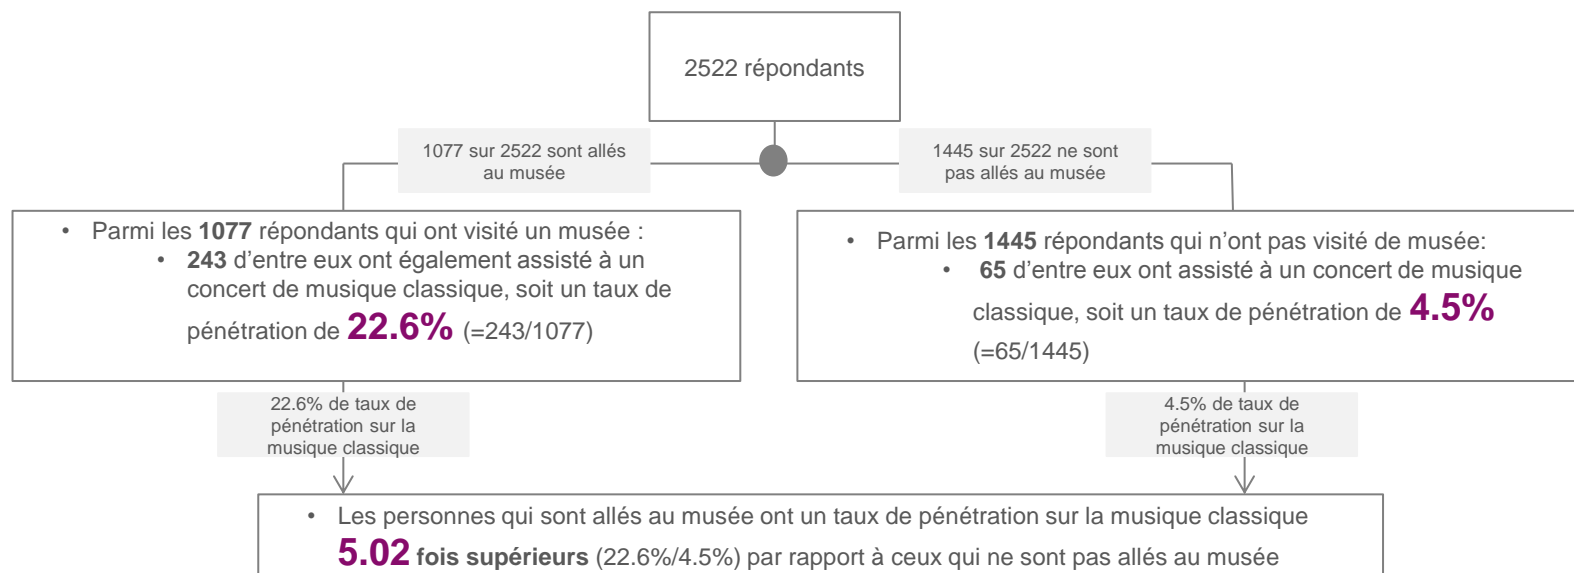 2522 répondants
1077 sur 2522 sont allés
au musée
1445 sur 2522 ne sont
pas allés au musée
• Parmi les 1077 répondants qui ont visité un musée :
• 243 d'entre eux ont également assisté à un
concert de musique classique, soit un taux de
pénétration de 22.6% (=243/1077)
• Parmi les 1445 répondants qui n'ont pas visité de musée:
• 65 d'entre eux ont assisté à un concert de musique
classique, soit un taux de pénétration de 4.5%
(=65/1445)
22.6% de taux de
pénétration sur la
musique classique
4.5% de taux de
pénétration sur la
musique classique
• Les personnes qui sont allés au musée ont un taux de pénétration sur la musique classique
5.02 fois supérieurs (22.6%/4.5%) par rapport à ceux qui ne sont pas allés au musée